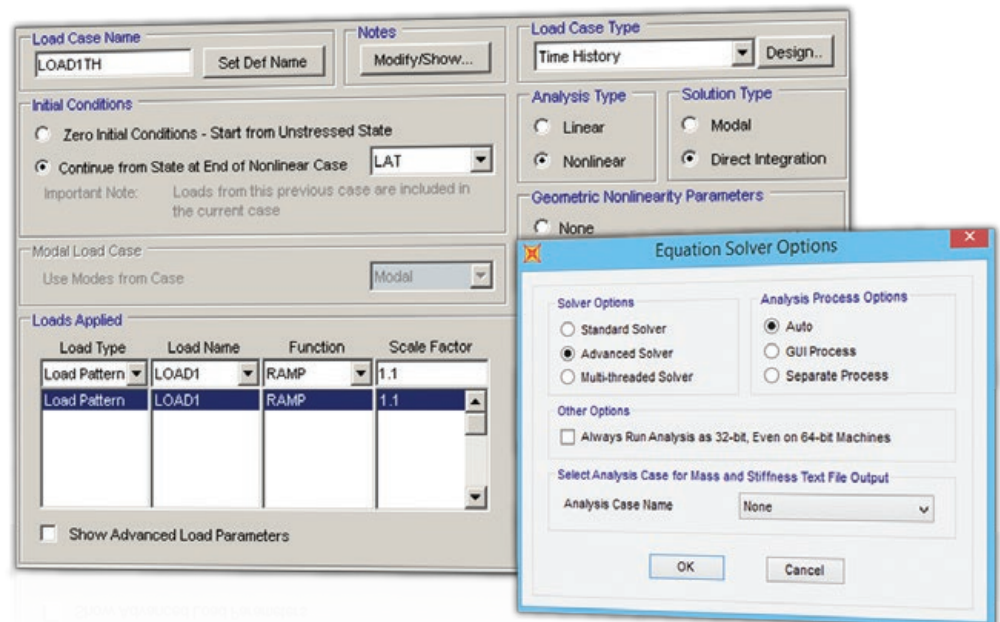 Load Case Name
LOAD1TH
Set Def Name
Notes
Modify/Show...
Load Case Type
Time History
Design..
Initial Conditions
Zero Initial Conditions - Start from Unstressed State
Continue from State at End of Nonlinear Case
LAT
Important Note: Loads from this previous case are included in
the current case
Analysis Type
Linear
Nonlinear
Solution Type
Modal
Direct Integration
Geometric Nonlinearity Parameters
None
Modal Load Case
Use Modes from Case
Modal
Loads Applied
Load Type Load Name Function Scale Factor
Load Pattern LOAD1 RAMP 1.1
Load Pattern LOAD1 RAMP 1.1
Show Advanced Load Parameters
Equation Solver Options
Solver Options
Standard Solver
Advanced Solver
Multi-threaded Solver
Analysis Process Options
Auto
GUI Process
Separate Process
Other Options
Always Run Analysis as 32-bit, Even on 64-bit Machines
Select Analysis Case for Mass and Stiffness Text File Output
Analysis Case Name
None
OK
Cancel